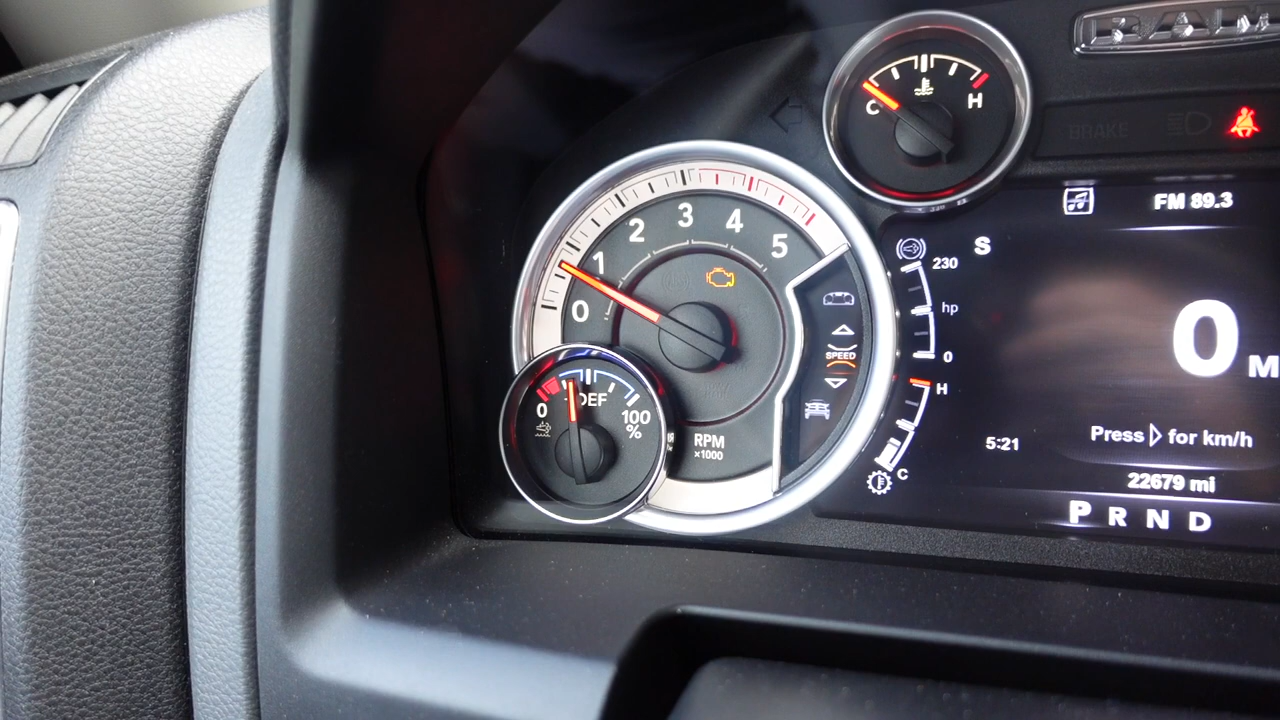 RAM
C H
BRAKE
FM 89.3
S
230
hp
0
0 1 2 3 4 5
SPEED
0 M
H
C
DEF
0 100
%
RPM
x1000
5:21
Press for km/h
22679 mi
P R N D